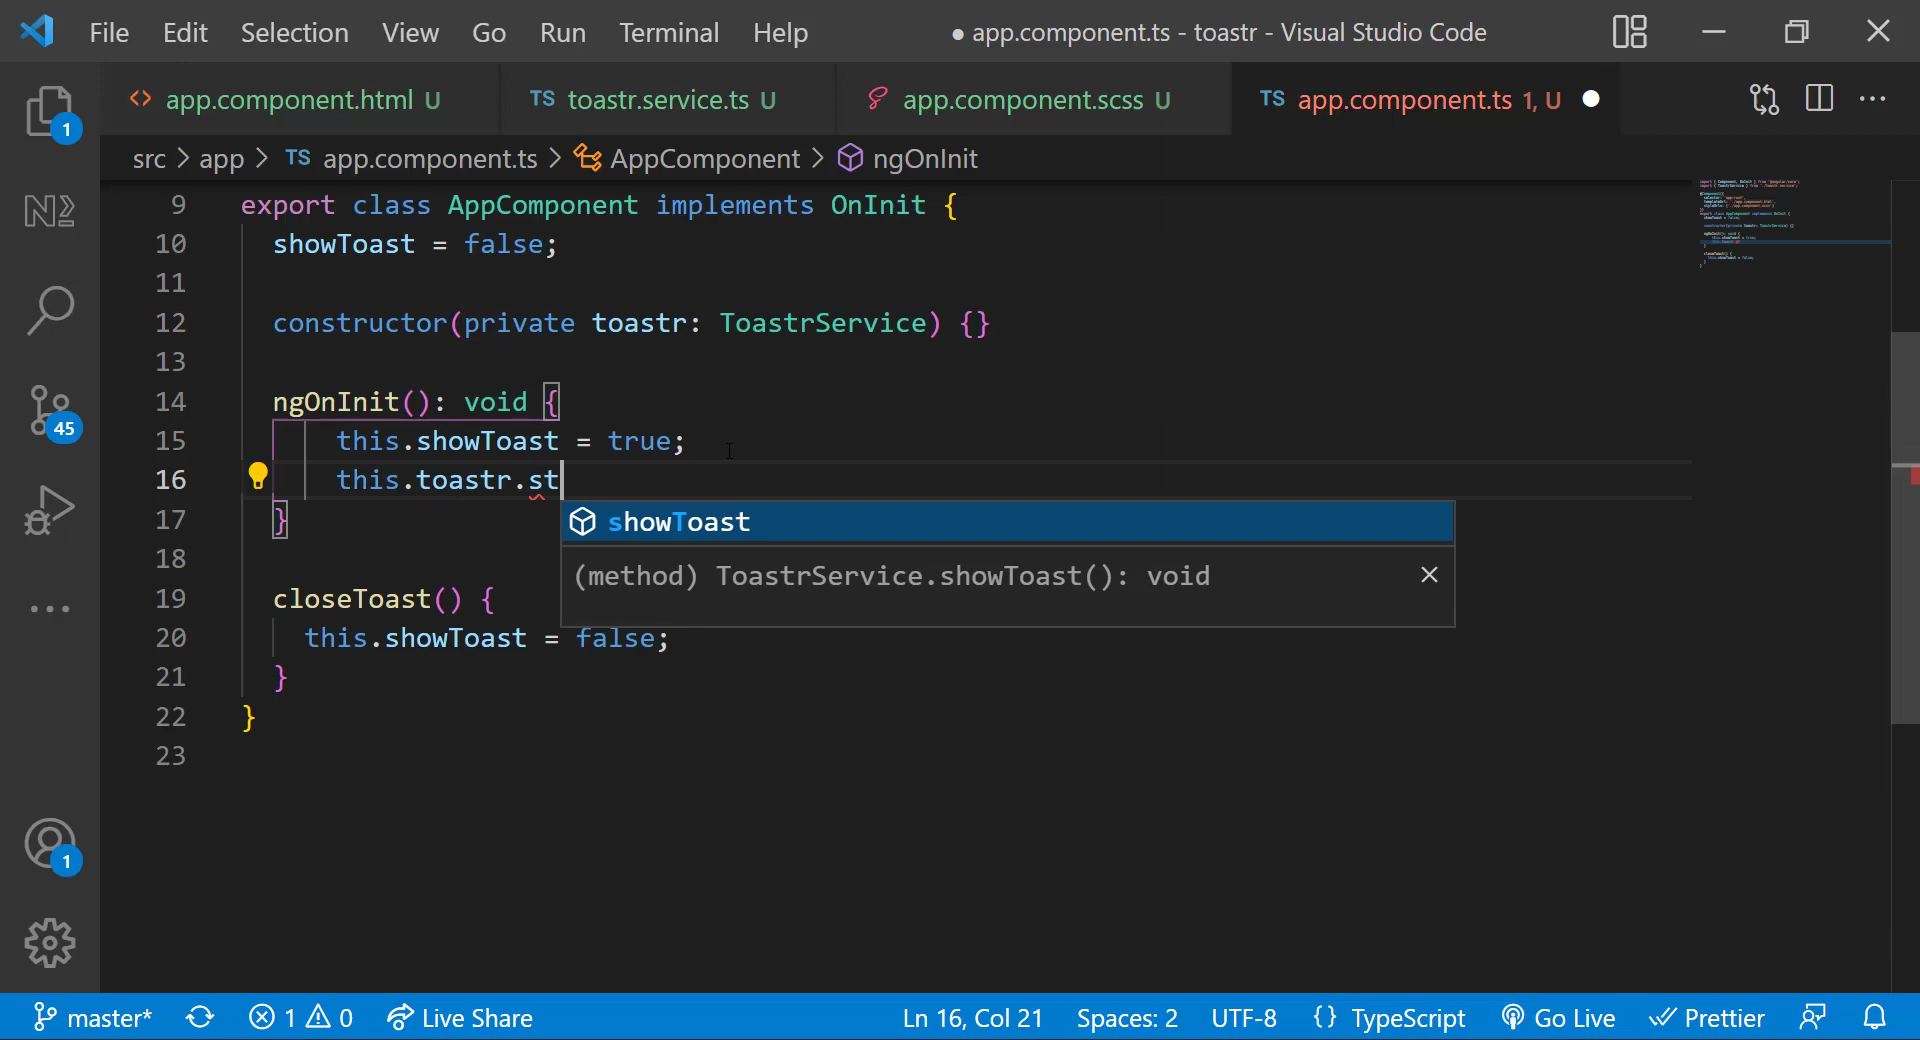 File Edit Selection View Go Run Terminal Help ● app.component.ts - toastr - Visual Studio Code
<> app.component.html U TS toastr.service.ts U app.component.scss U TS app.component.ts 1, U ●
src > app > TS app.component.ts > AppComponent > ngOnInit
9 export class AppComponent implements OnInit {
10 showToast = false;
11
12 constructor(private toastr: ToastrService) {}
13
14 ngOnInit(): void {
15 this.showToast = true;
16 this.toastr.st
17 }
showToast
18
(method) ToastrService.showToast(): void
19 closeToast() {
20 this.showToast = false;
21 }
22 }
23
1
45
1
master* 1 0 Live Share Ln 16, Col 21 Spaces: 2 UTF-8 {} TypeScript Go Live Prettier